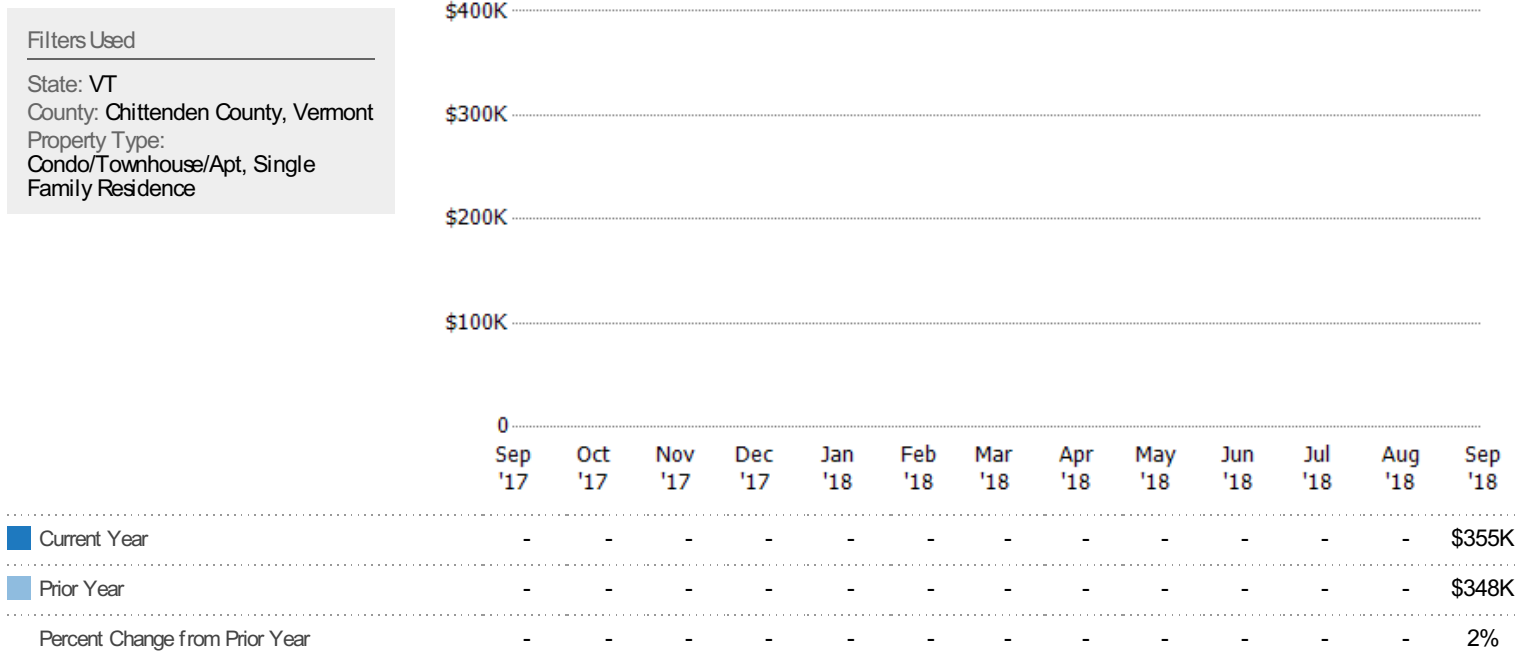 Filters Used
State: VT
County: Chittenden County, Vermont
Property Type:
Condo/Townhouse/Apt, Single
Family Residence
$400K
$300K
$200K
$100K
0
Sep Oct Nov Dec Jan Feb Mar Apr May Jun Jul Aug Sep
'17 '17 '17 '17 '18 '18 '18 '18 '18 '18 '18 '18 '18
Current Year - - - - - - - - - - - - $355K
Prior Year - - - - - - - - - - - - $348K
Percent Change from Prior Year - - - - - - - - - - - - 2%